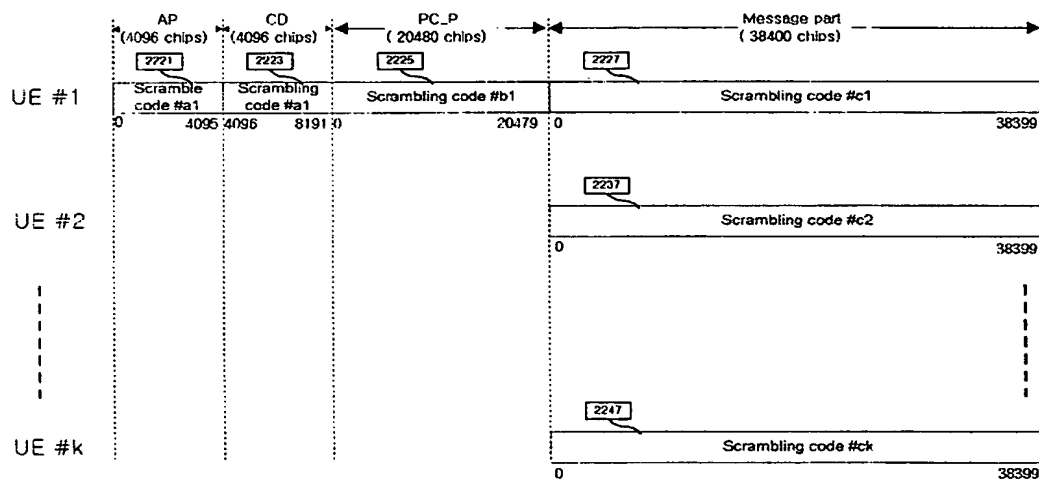 AP
(4096 chips)
CD
(4096 chips)
PC_P
( 20480 chips)
Message part
( 38400 chips)
2221
2223
2225
2227
UE #1
Scramble
code #a1
Scrambling
code #a1
Scrambling code #b1
Scrambling code #c1
0
4095
4096
8191
0
20479
0
38399
2237
UE #2
Scrambling code #c2
0
38399
2247
UE #k
Scrambling code #ck
0
38399